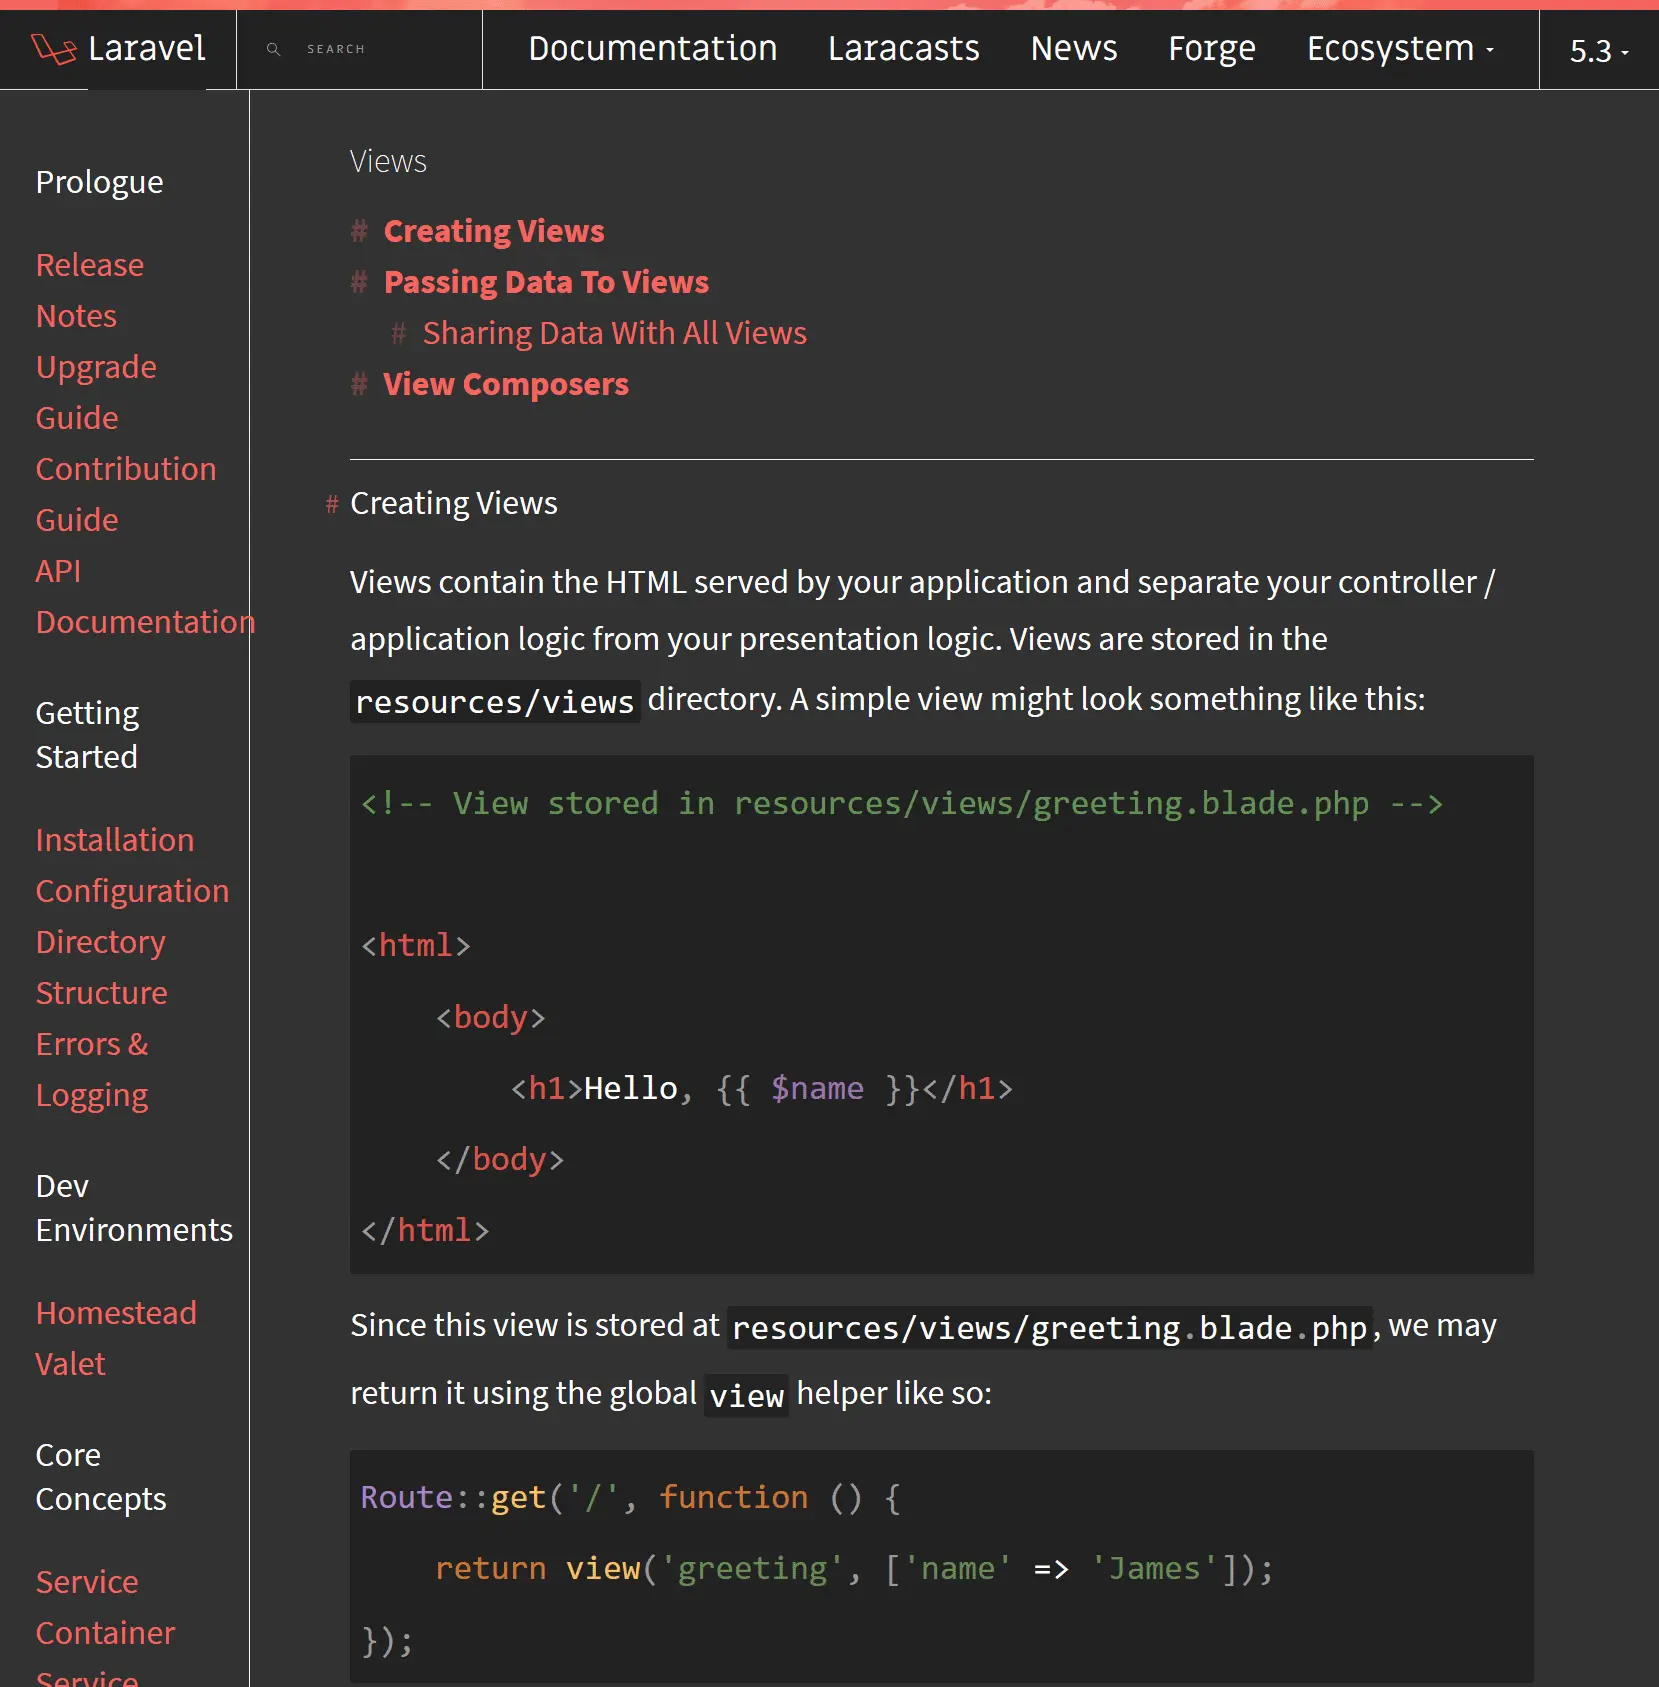 Laravel
SEARCH
Documentation
Laracasts
News
Forge
Ecosystem
5.3
Prologue
Release
Notes
Upgrade
Guide
Contribution
Guide
API
Documentation
Getting
Started
Installation
Configuration
Directory
Structure
Errors &
Logging
Dev
Environments
Homestead
Valet
Core
Concepts
Service
Container
Service
Views
# Creating Views
# Passing Data To Views
# Sharing Data With All Views
# View Composers
# Creating Views
Views contain the HTML served by your application and separate your controller /
application logic from your presentation logic. Views are stored in the
resources/views directory. A simple view might look something like this:
<!-- View stored in resources/views/greeting.blade.php -->
<html>
    <body>
        <h1>Hello, {{ $name }}</h1>
    </body>
</html>
Since this view is stored at resources/views/greeting.blade.php, we may
return it using the global view helper like so:
Route::get('/', function () {
    return view('greeting', ['name' => 'James']);
});